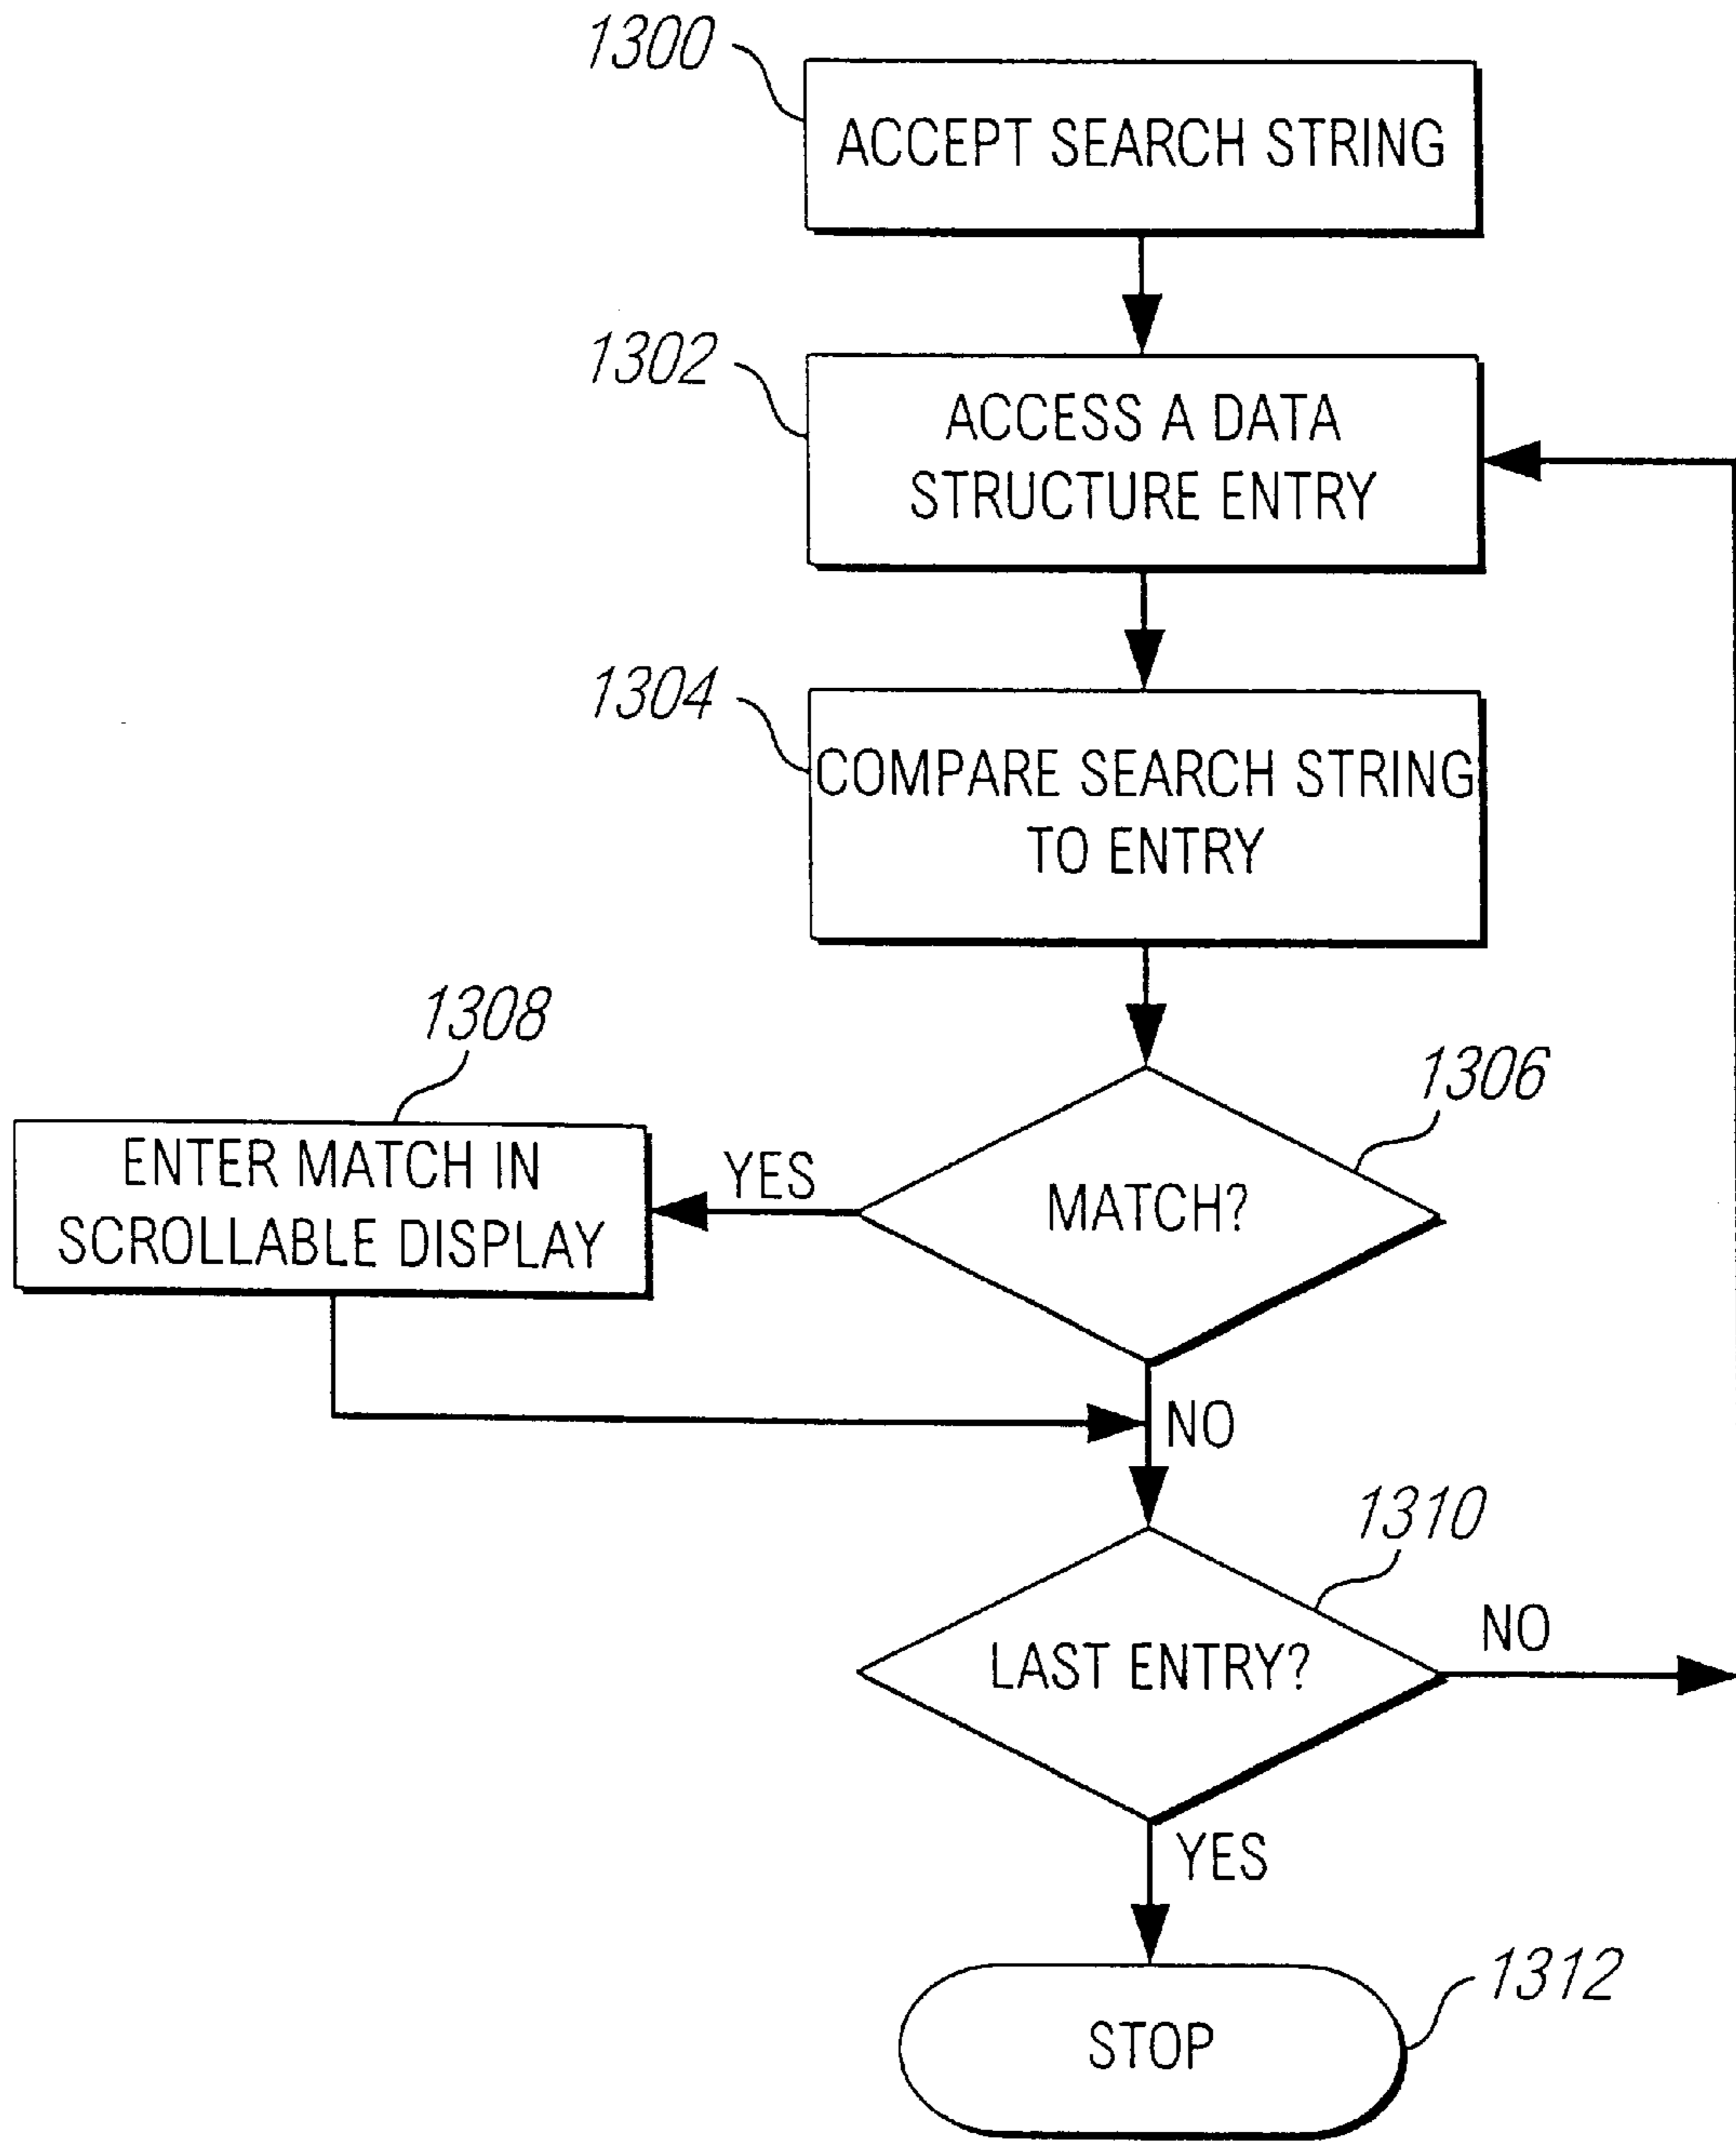 1300
ACCEPT SEARCH STRING
1302
ACCESS A DATA
STRUCTURE ENTRY
1304
COMPARE SEARCH STRING
TO ENTRY
1308
1306
ENTER MATCH IN
SCROLLABLE DISPLAY
YES
MATCH?
NO
1310
LAST ENTRY?
NO
YES
1312
STOP